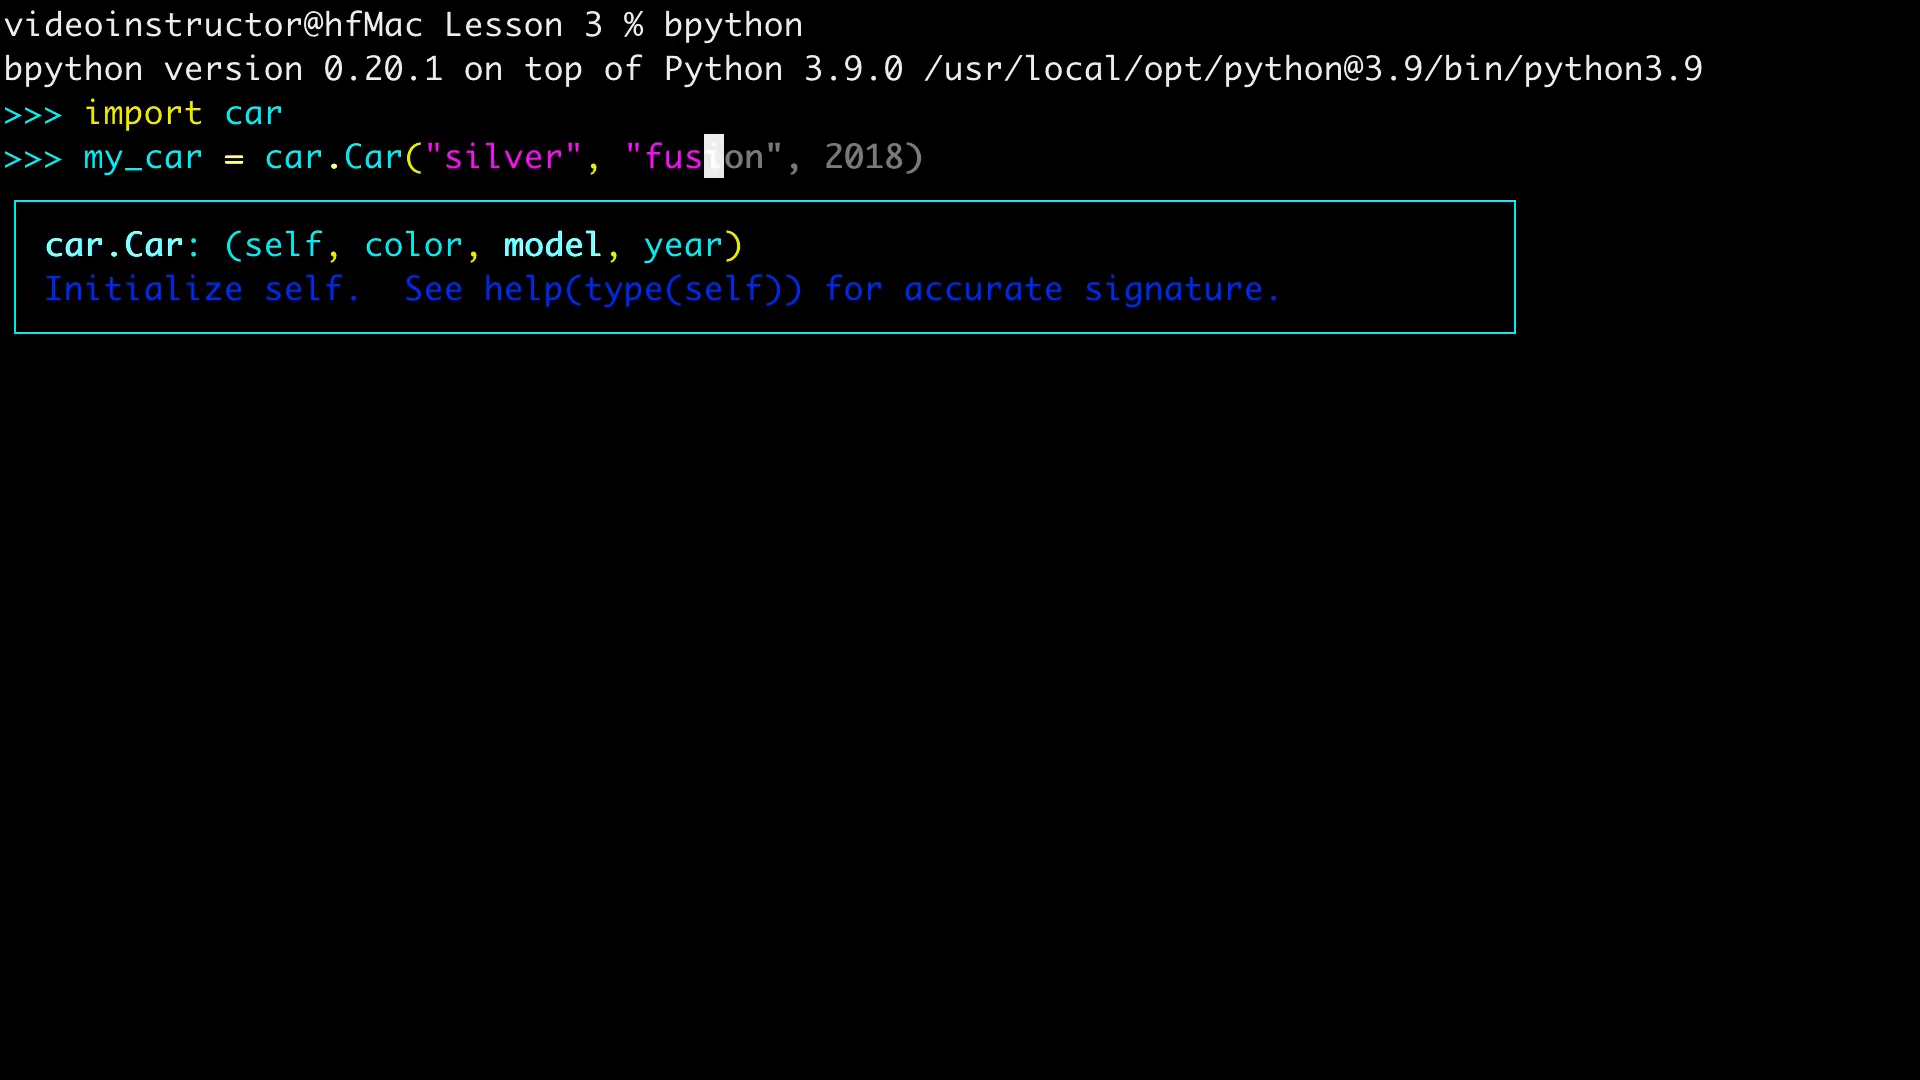 videoinstructor@hfMac Lesson 3 % bpython
bpython version 0.20.1 on top of Python 3.9.0 /usr/local/opt/python@3.9/bin/python3.9
>>> import car
>>> my_car = car.Car("silver", "fusion", 2018)
car.Car: (self, color, model, year)
Initialize self.  See help(type(self)) for accurate signature.